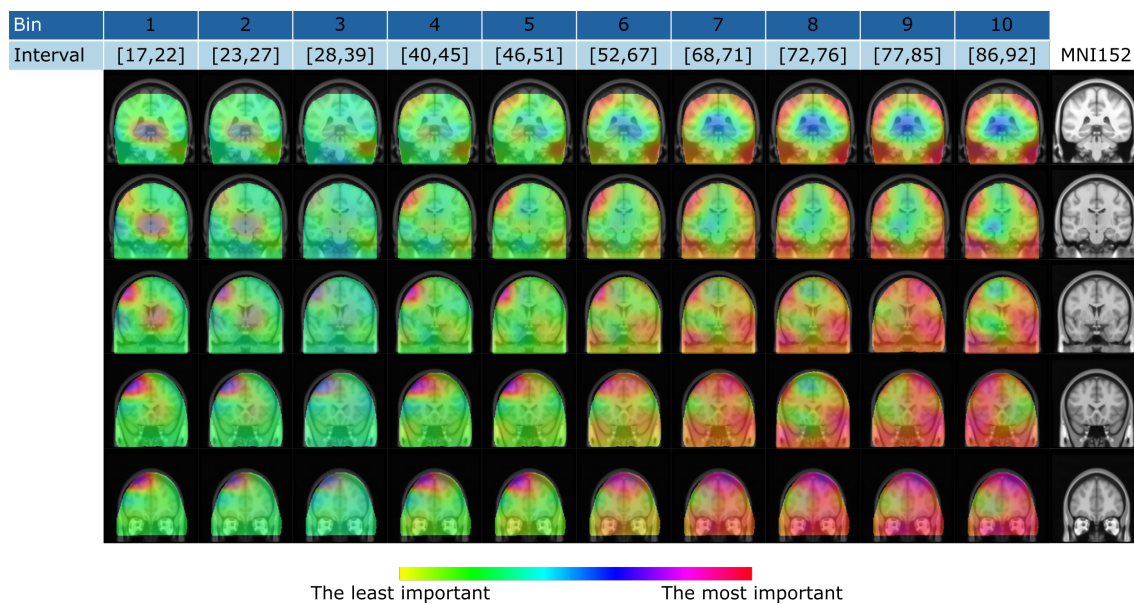 Bin 1 2 3 4 5 6 7 8 9 10
Interval [17,22] [23,27] [28,39] [40,45] [46,51] [52,67] [68,71] [72,76] [77,85] [86,92] MNI152
The least important The most important